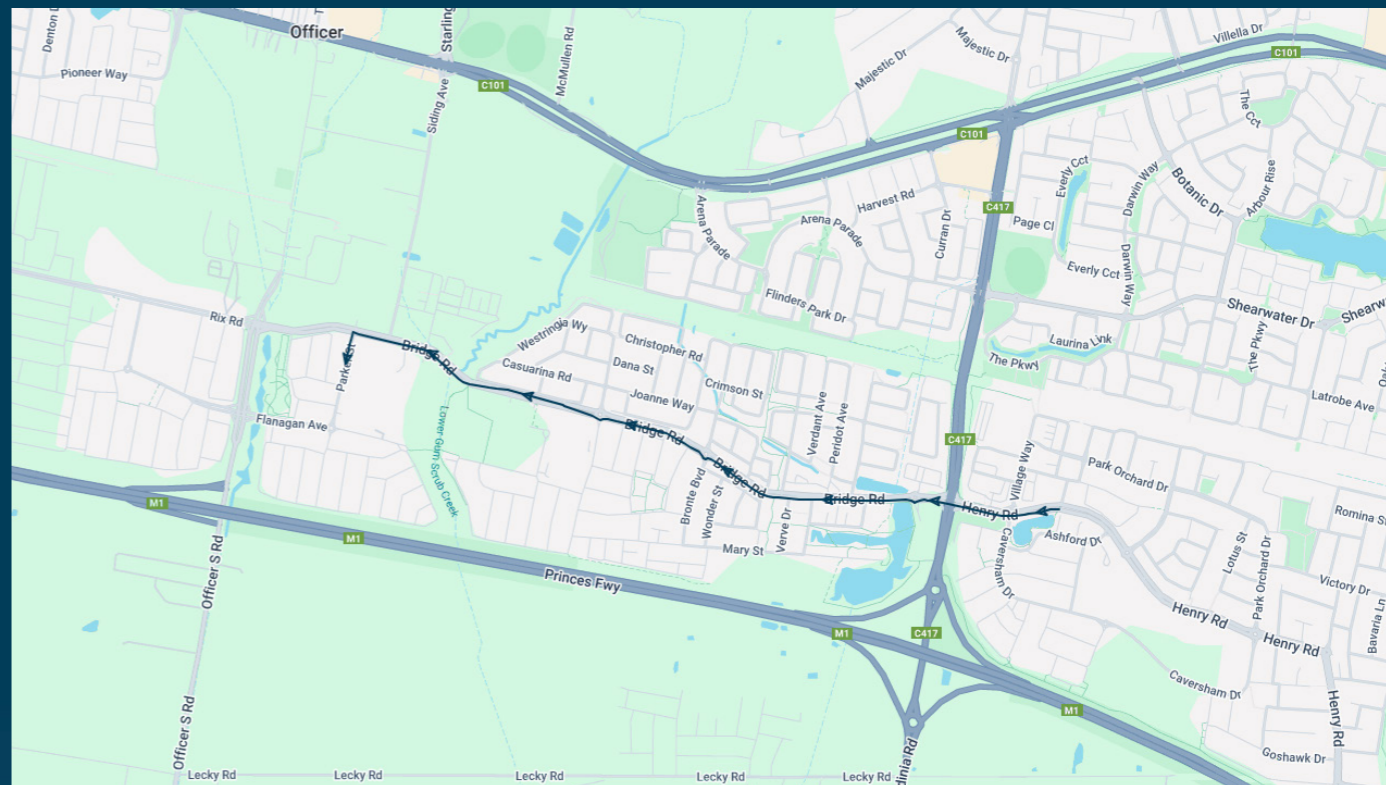 Officer
Denton D
Pioneer Way
Siding Ave
Starling
McMullen Rd
C101
Majestic Dr
Majestic Dr
Villella Dr
C101
C101
The Cct
Everly Cct
Darwin Way
Botanic Dr
Arbour Rise
Harvest Rd
Arena Parade
Arena Parade
Curran Dr
C417
Page Cl
Everly Cct
Darwin Way
Flinders Park Dr
Shearwater Dr
Shearw
Rix Rd
Westringia Wy
Christopher Rd
Laurina Link
The Pkwy
The Pkwy
Bridge Rd
Parker St
Casuarina Rd
Dana St
Crimson St
Joanne Way
Verdant Ave
Peridot Ave
Latrobe Ave
Flanagan Ave
Lower Gum Scrub Creek
Bridge Rd
C417
Village Way
Park Orchard Dr
Bridge Rd
Bronte Blvd
Wonder St
Bridge Rd
Verve Dr
Henry Rd
Ashford Dr
Caversham Dr
Romina St
Lotus St
Park Orchard Dr
M1
M1
Mary St
Princes Fwy
Officer S Rd
Victory Dr
Bavaria Ln
Henry Rd
Henry Rd
M1
C417
Caversham Dr
M1
Henry Rd
Officer S Rd
Goshawk Dr
dinia Rd
Lecky Rd
Lecky Rd
Lecky Rd
Lecky Rd
Lecky Rd